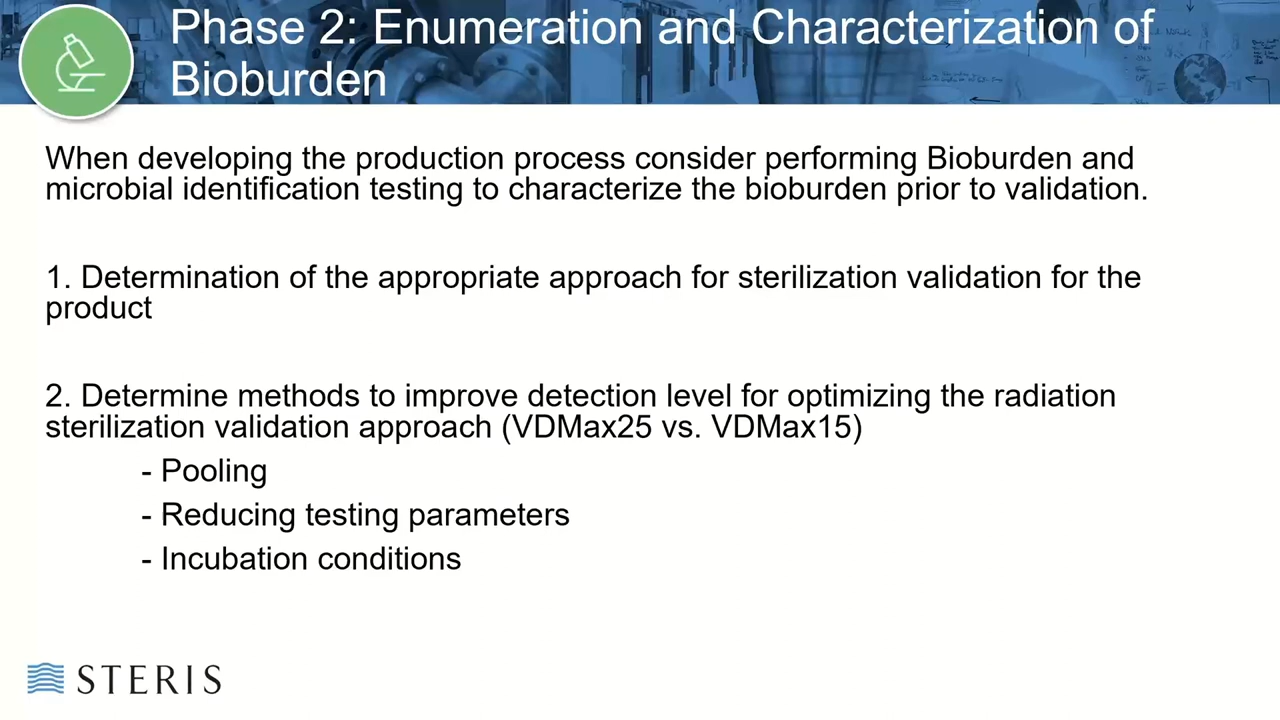 Phase 2: Enumeration and Characterization of
Bioburden
When developing the production process consider performing Bioburden and
microbial identification testing to characterize the bioburden prior to validation.
1. Determination of the appropriate approach for sterilization validation for the
product
2. Determine methods to improve detection level for optimizing the radiation
sterilization validation approach (VDMax25 vs. VDMax15)
- Pooling
- Reducing testing parameters
- Incubation conditions
STERIS